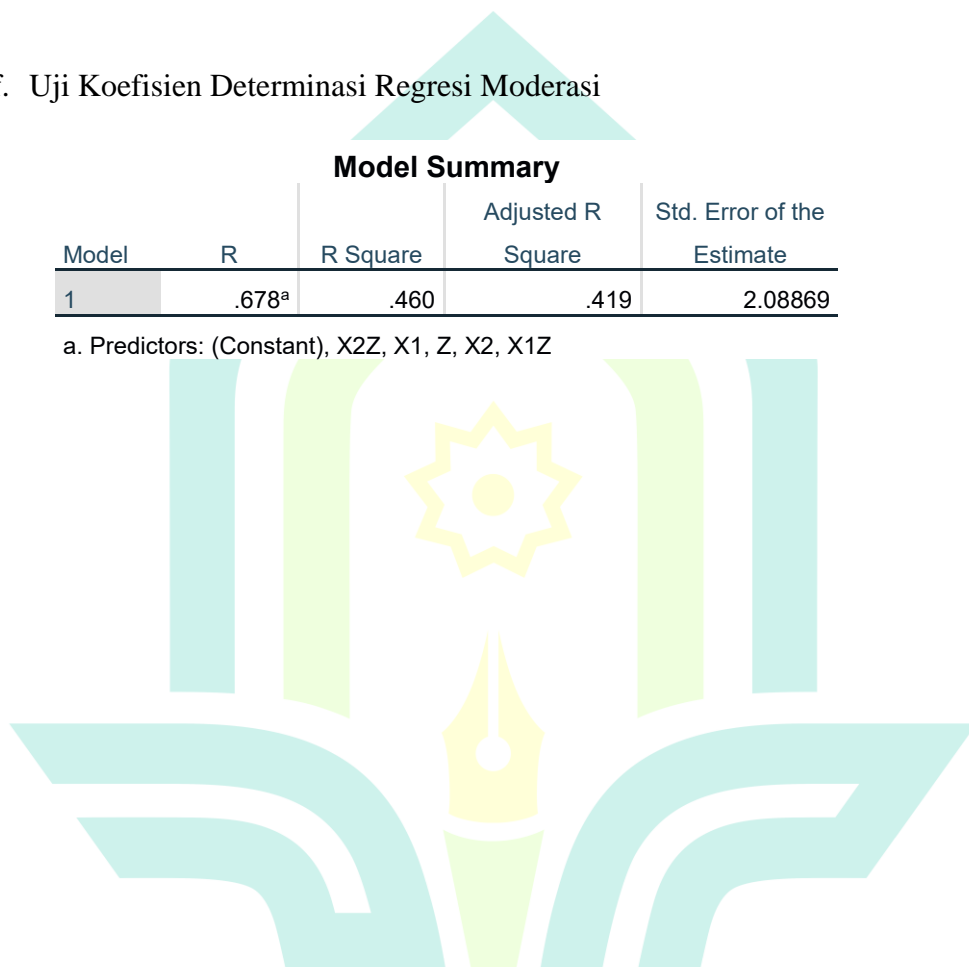 f. Uji Koefisien Determinasi Regresi Moderasi
Model Summary
Model R R Square Adjusted R Square Std. Error of the Estimate
1 .678a .460 .419 2.08869
a. Predictors: (Constant), X2Z, X1, Z, X2, X1Z